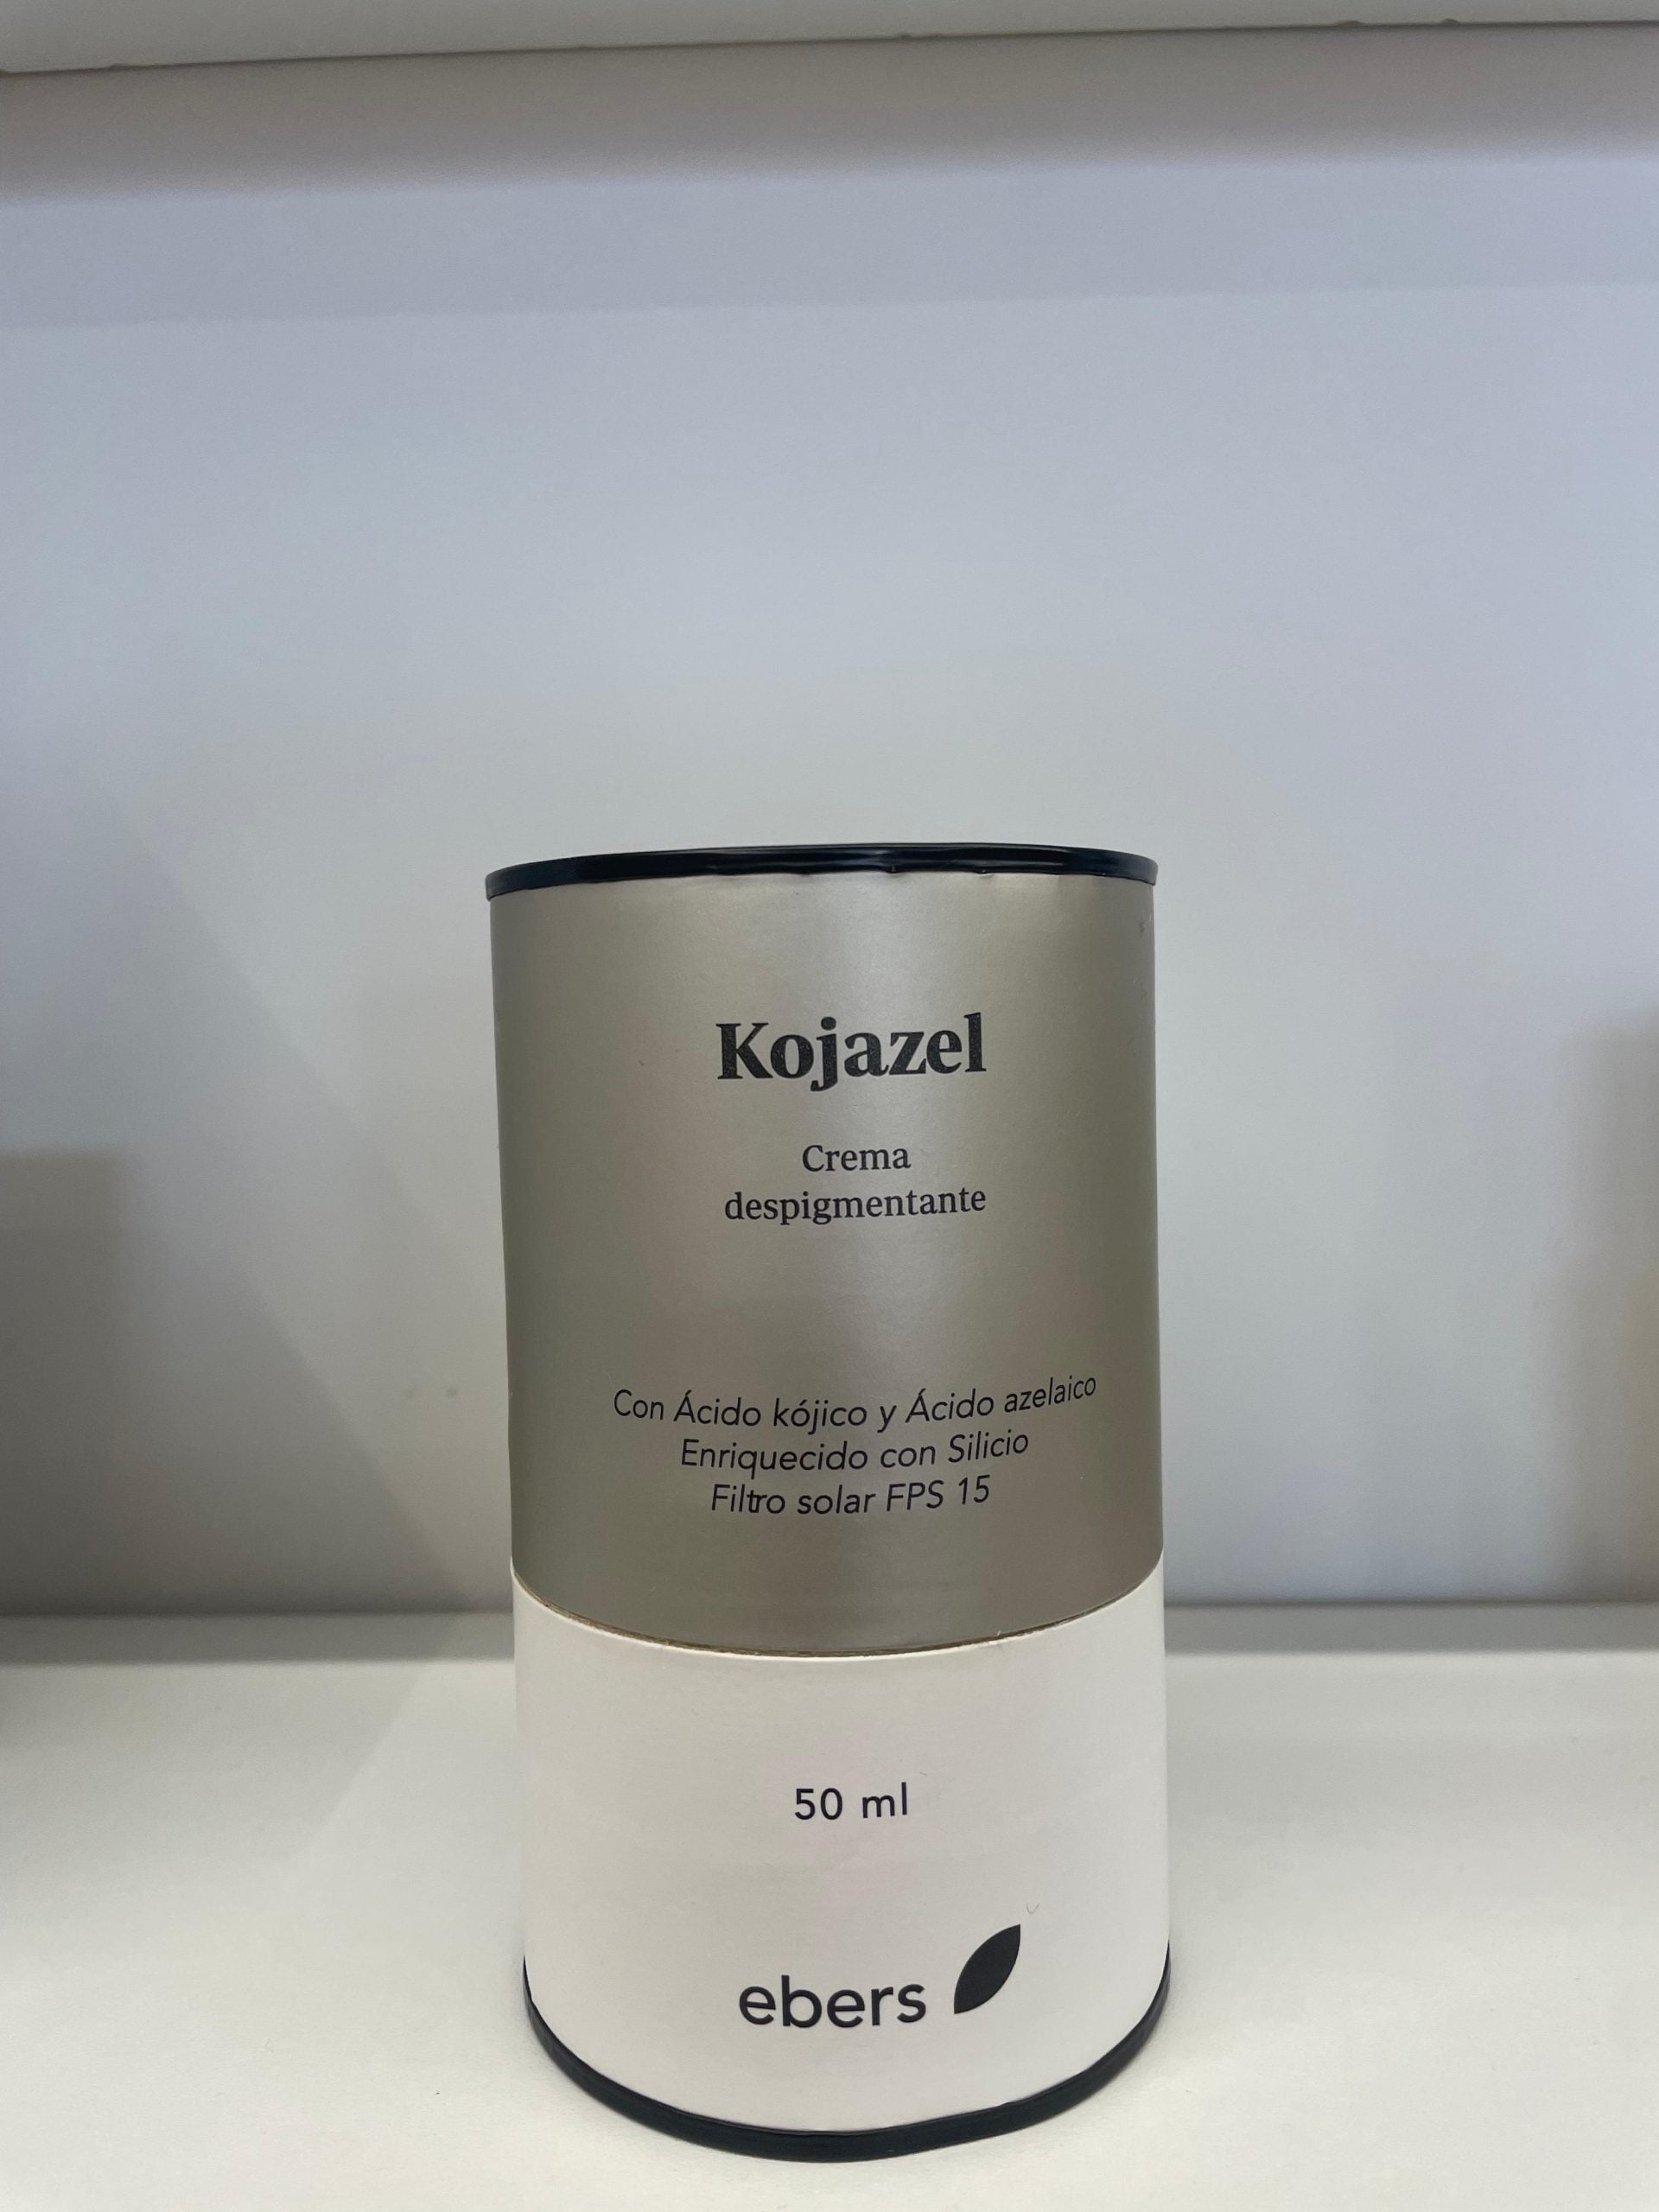 Kojazel
Crema
despigmentante
Con Ácido kójico y Ácido azelaico
Enriquecido con Silicio
Filtro solar FPS 15
50 ml
ebers